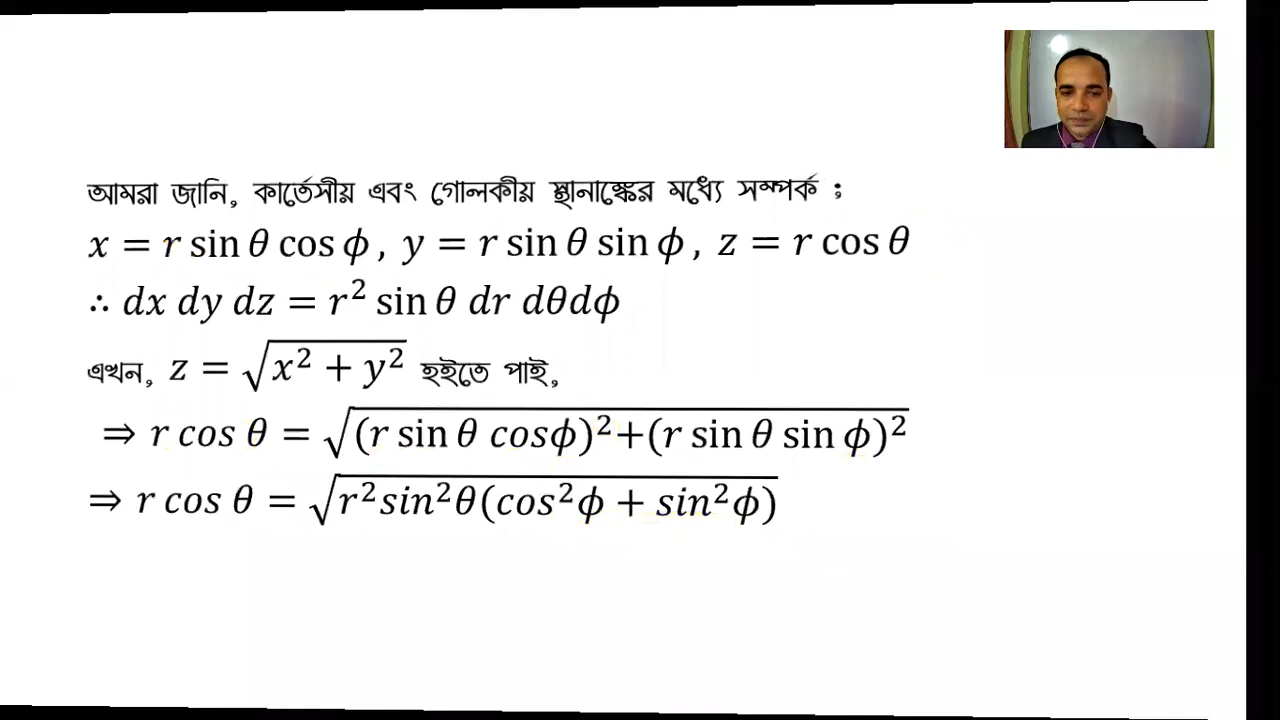 আমরা জানি, কার্তেসীয় এবং গোলকীয় স্থানাঙ্কের মধ্যে সম্পর্ক ;
x = r sin θ cos ϕ , y = r sin θ sin ϕ , z = r cos θ
∴ dx dy dz = r² sin θ dr dθdϕ
এখন, z = √(x² + y²) হইতে পাই,
⇒ r cos θ = √((r sin θ cosϕ)²+(r sin θ sin ϕ)²)
⇒ r cos θ = √(r²sin²θ(cos²ϕ + sin²ϕ))